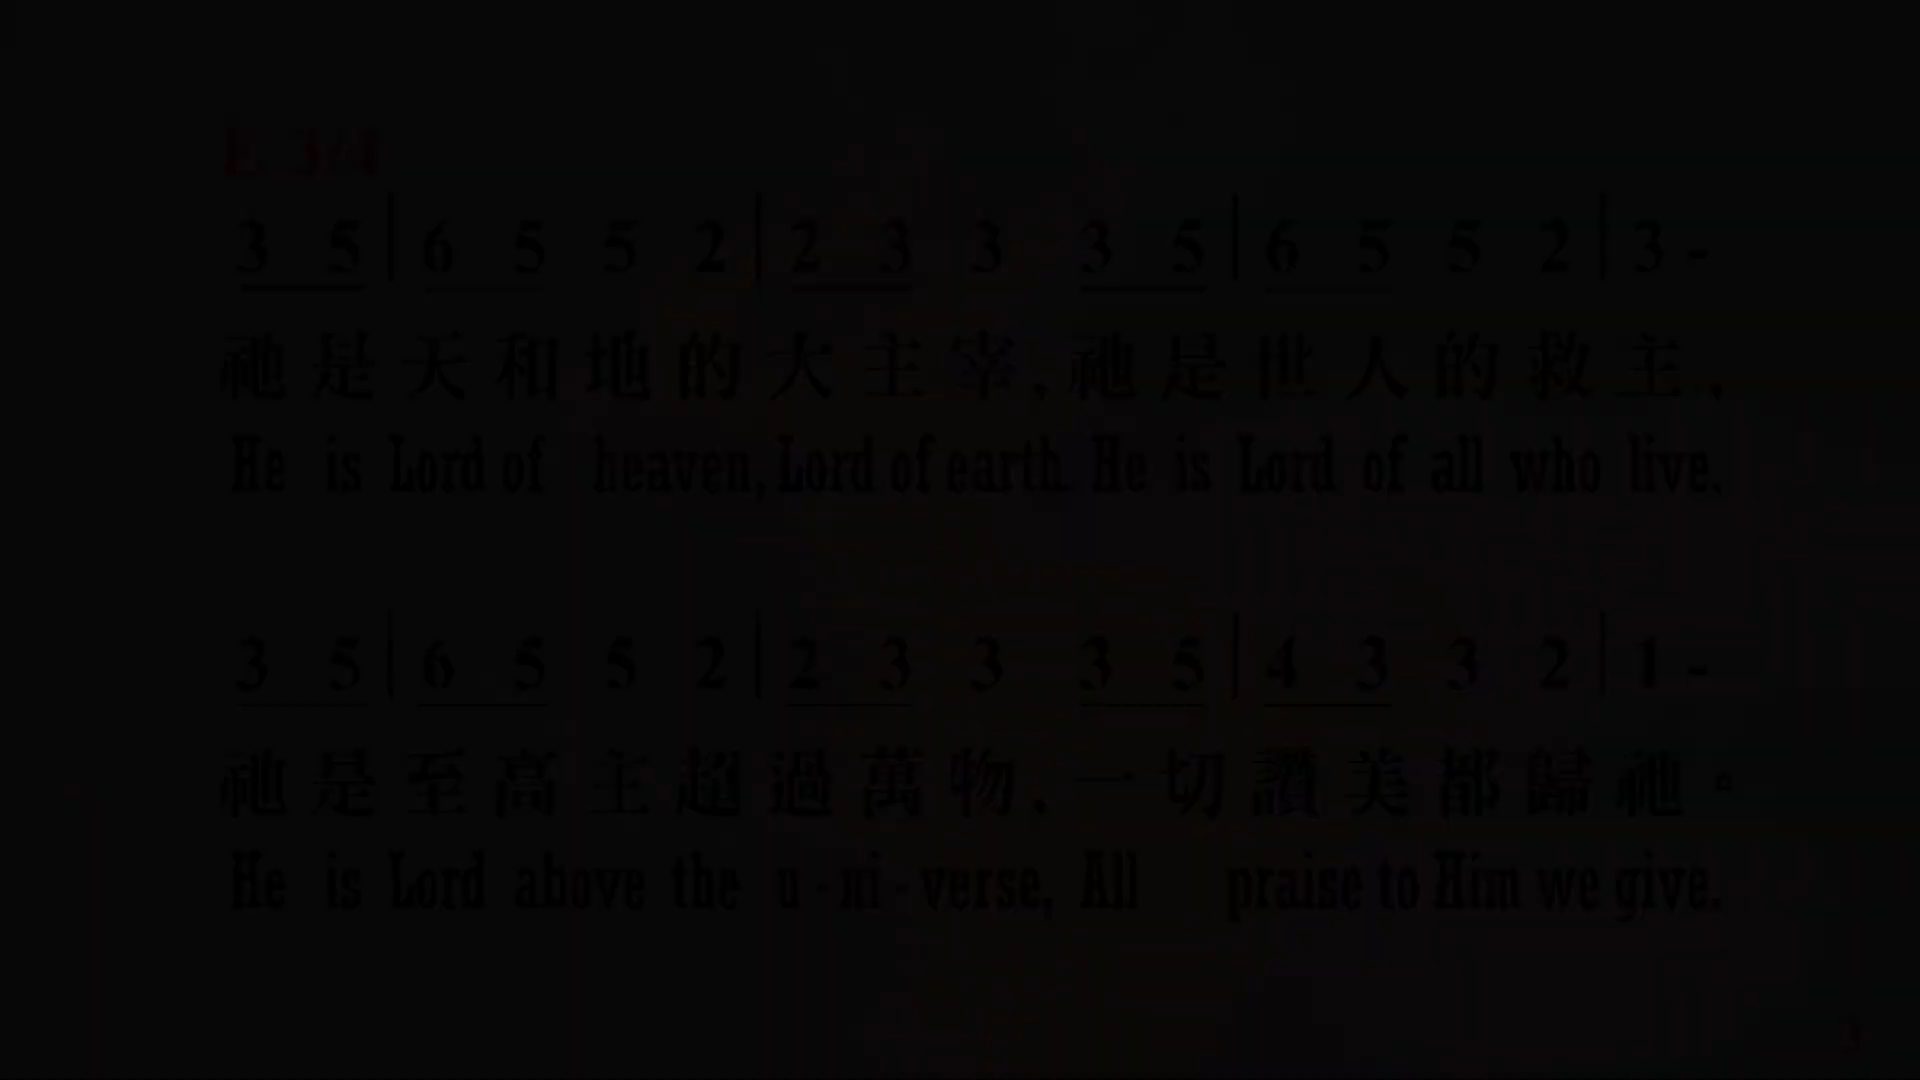 E 3/4
3 5 | 6 5 5 2 | 2 3 3 3 5 | 6 5 5 2 | 3 -
祂是天和地的大主宰，祂是世人的救主，
He is Lord of heaven, Lord of earth. He is Lord of all who live.
3 5 | 6 5 5 2 | 2 3 3 3 5 | 4 3 3 2 | 1 -
祂是至高主超過萬物，一切讚美都歸祂。
He is Lord above the u - ni - verse, All praise to Him we give.